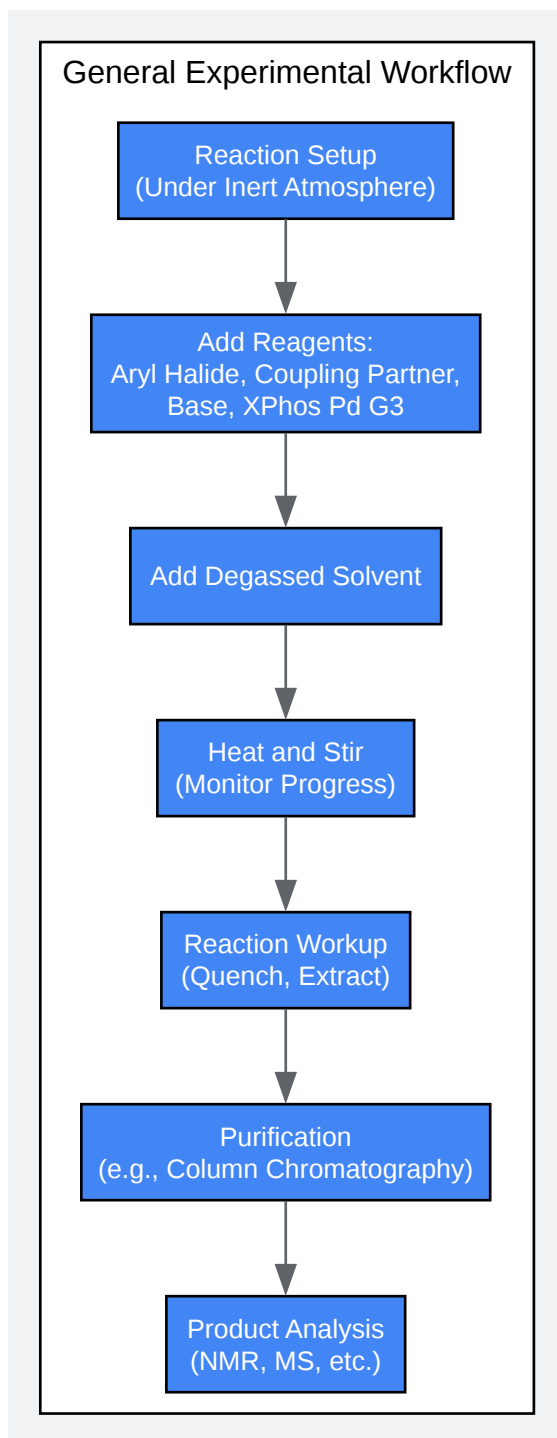 General Experimental Workflow
Reaction Setup
(Under Inert Atmosphere)
Add Reagents:
Aryl Halide, Coupling Partner,
Base, XPhos Pd G3
Add Degassed Solvent
Heat and Stir
(Monitor Progress)
Reaction Workup
(Quench, Extract)
Purification
(e.g., Column Chromatography)
Product Analysis
(NMR, MS, etc.)